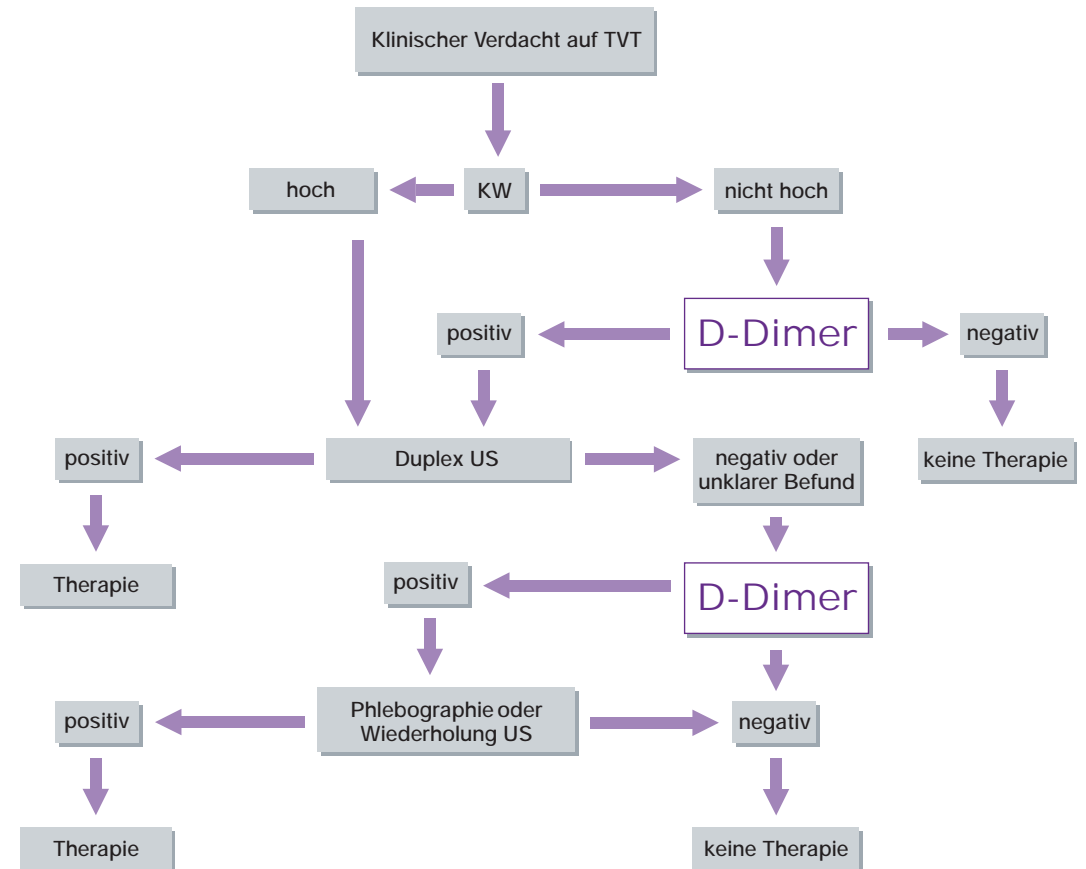 Klinischer Verdacht auf TVT
hoch
KW
nicht hoch
positiv
D-Dimer
negativ
positiv
Duplex US
negativ oder
unklarer Befund
keine Therapie
Therapie
positiv
D-Dimer
positiv
Phlebographie oder
Wiederholung US
negativ
Therapie
keine Therapie